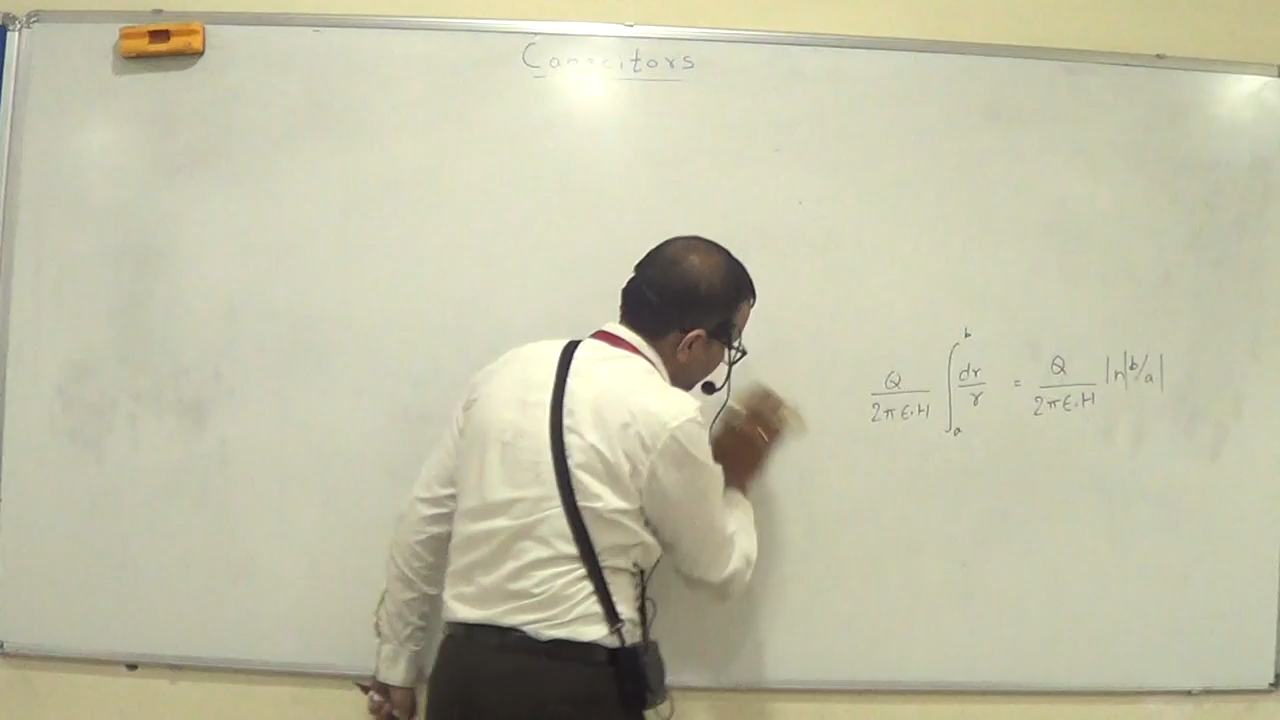 Capacitors
Q/2πε₀H ∫ₐᵇ dr/r = Q/2πε₀H ln|b/a|